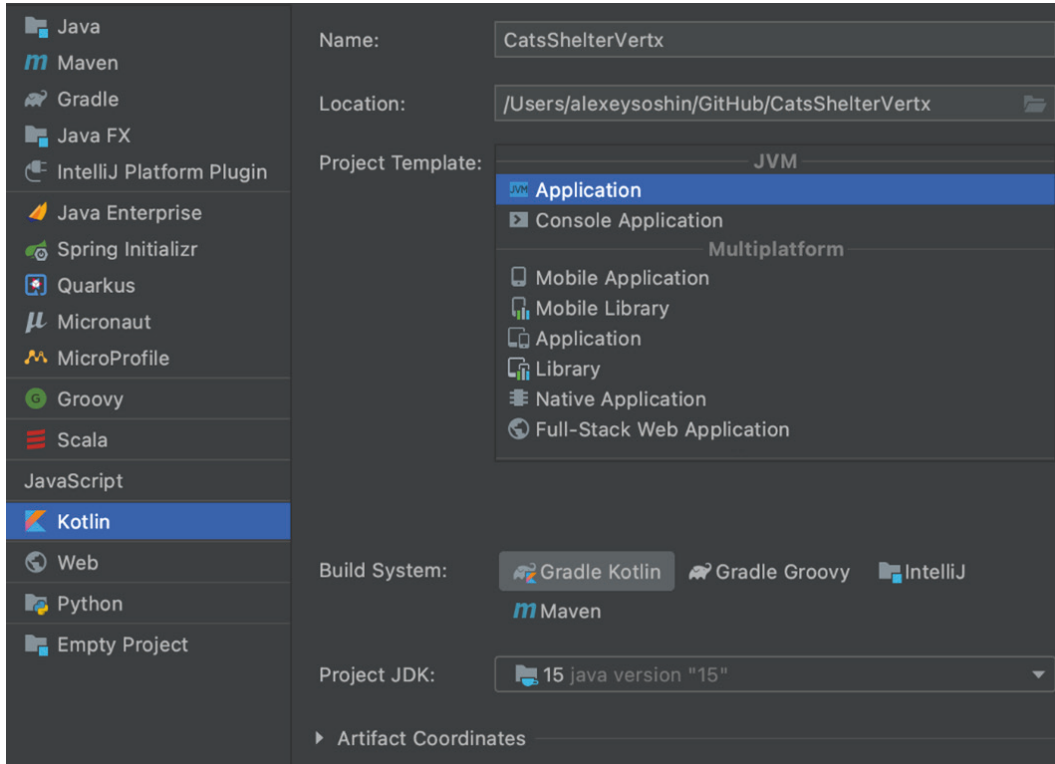 Java
Maven
Gradle
Java FX
IntelliJ Platform Plugin
Java Enterprise
Spring Initializr
Quarkus
Micronaut
MicroProfile
Groovy
Scala
JavaScript
Kotlin
Web
Python
Empty Project
Name:
CatsShelterVertx
Location:
/Users/alexeysoshin/GitHub/CatsShelterVertx
Project Template:
JVM
Application
Console Application
Multiplatform
Mobile Application
Mobile Library
Application
Library
Native Application
Full-Stack Web Application
Build System:
Gradle Kotlin Gradle Groovy IntelliJ
Maven
Project JDK:
15 java version "15"
Artifact Coordinates